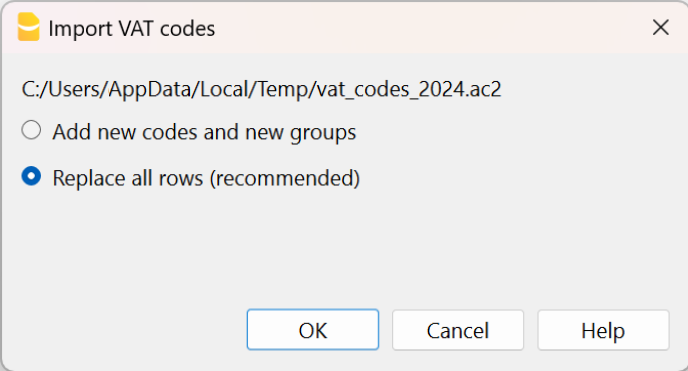 Import VAT codes
C:/Users/AppData/Local/Temp/vat_codes_2024.ac2
Add new codes and new groups
Replace all rows (recommended)
OK
Cancel
Help